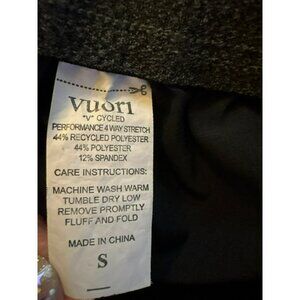 vuori
"V" CYCLED
PERFORMANCE 4 WAY STRETCH
44% RECYCLED POLYESTER
44% POLYESTER
12% SPANDEX
CARE INSTRUCTIONS:
MACHINE WASH WARM
TUMBLE DRY LOW
REMOVE PROMPTLY
FLUFF AND FOLD
MADE IN CHINA
S